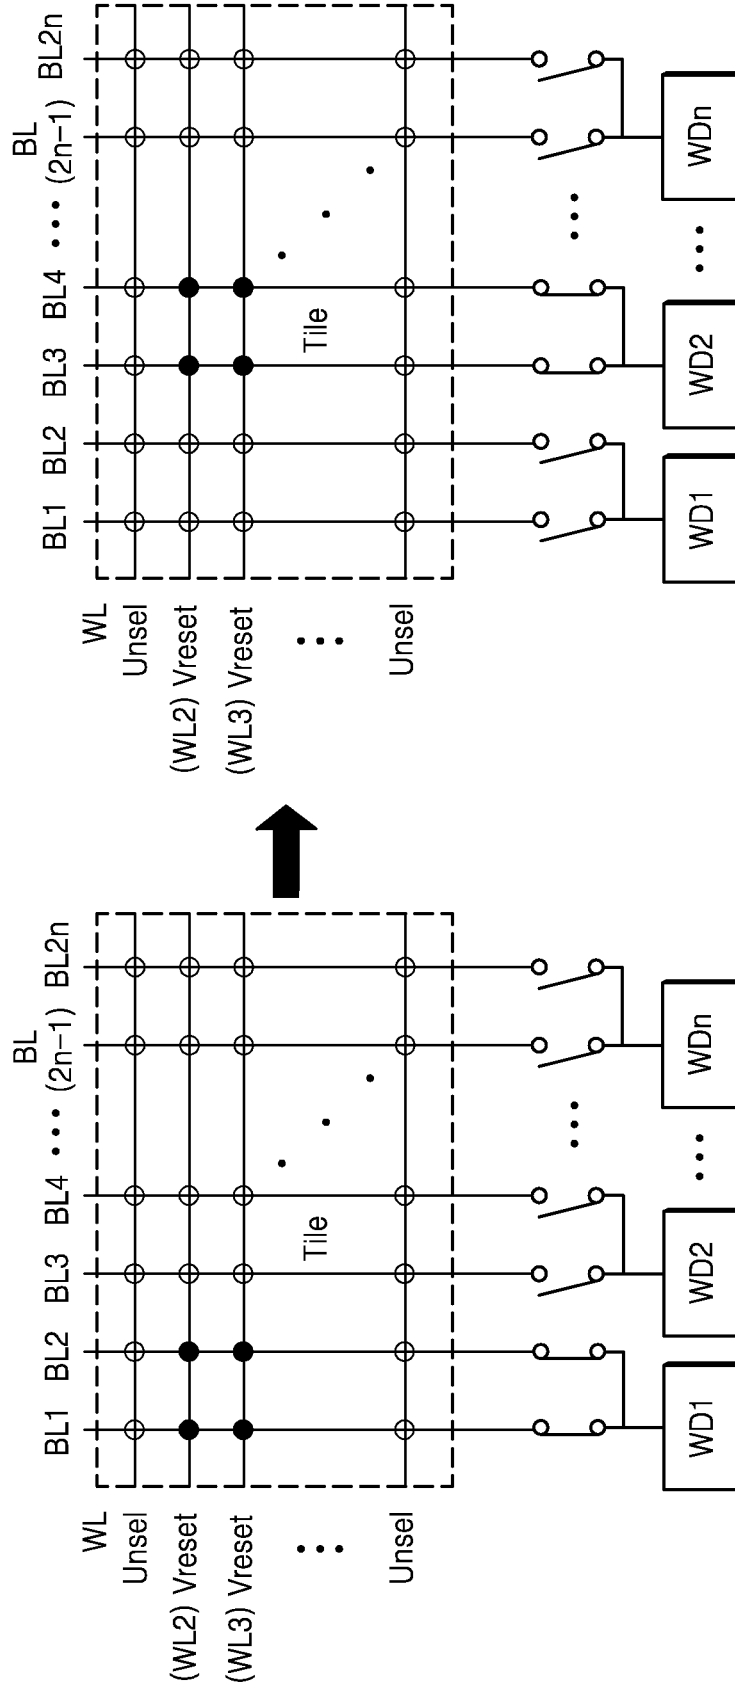 BL1 BL2 BL3 BL4 ••• BL (2n-1) BL2n
WL
Unsel
(WL2) Vreset
(WL3) Vreset
•••
Unsel
Tile
WD1 WD2 ••• WDn
BL1 BL2 BL3 BL4 ••• BL (2n-1) BL2n
WL
Unsel
(WL2) Vreset
(WL3) Vreset
•••
Unsel
Tile
WD1 WD2 ••• WDn